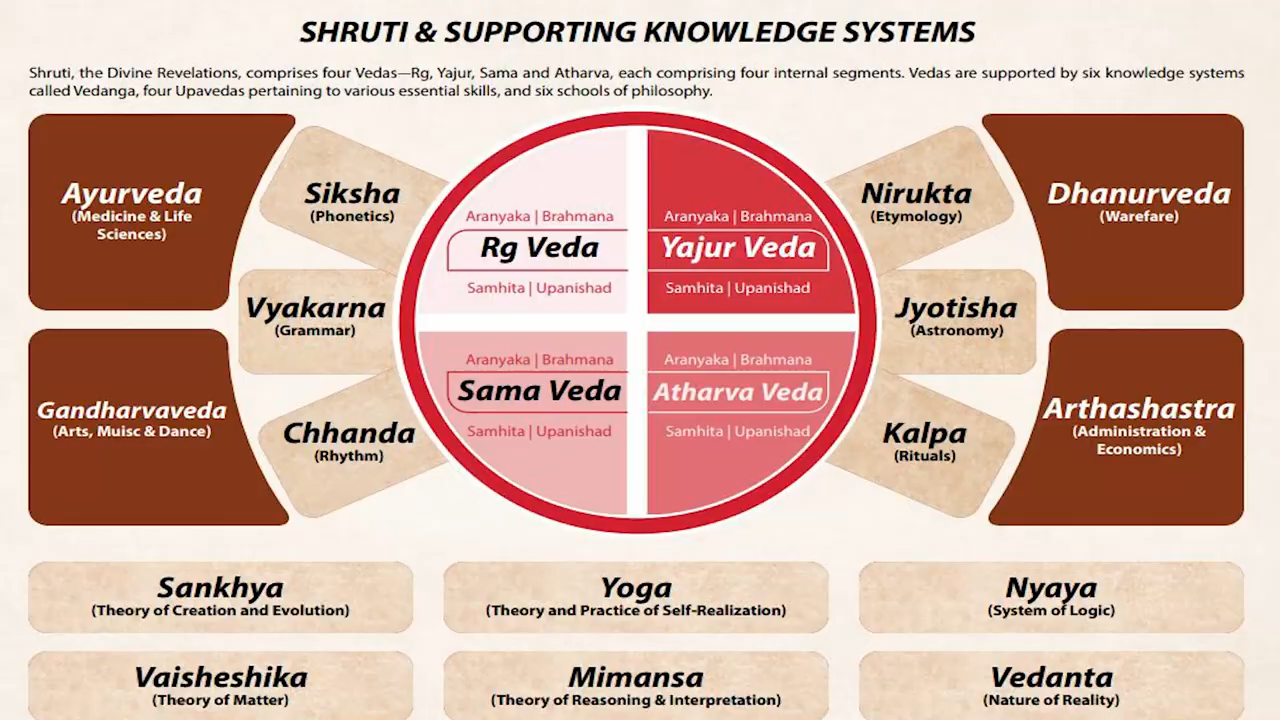 SHRUTI & SUPPORTING KNOWLEDGE SYSTEMS
Shruti, the Divine Revelations, comprises four Vedas—Rg, Yajur, Sama and Atharva, each comprising four internal segments. Vedas are supported by six knowledge systems
called Vedanga, four Upavedas pertaining to various essential skills, and six schools of philosophy.
Ayurveda
(Medicine & Life
Sciences)
Siksha
(Phonetics)
Aranyaka | Brahmana
Rg Veda
Samhita | Upanishad
Aranyaka | Brahmana
Yajur Veda
Samhita | Upanishad
Nirukta
(Etymology)
Dhanurveda
(Warefare)
Vyakarna
(Grammar)
Jyotisha
(Astronomy)
Gandharvaveda
(Arts, Muisc & Dance)
Chhanda
(Rhythm)
Aranyaka | Brahmana
Sama Veda
Samhita | Upanishad
Aranyaka | Brahmana
Atharva Veda
Samhita | Upanishad
Kalpa
(Rituals)
Arthashastra
(Administration &
Economics)
Sankhya
(Theory of Creation and Evolution)
Yoga
(Theory and Practice of Self-Realization)
Nyaya
(System of Logic)
Vaisheshika
(Theory of Matter)
Mimansa
(Theory of Reasoning & Interpretation)
Vedanta
(Nature of Reality)